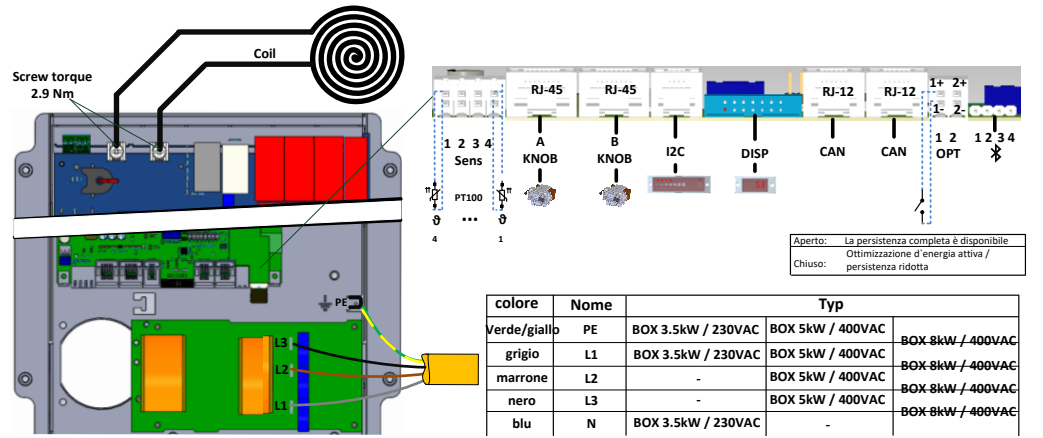 Coil
Screw torque
2.9 Nm
RJ-45
RJ-45
RJ-12
RJ-12
1+ 2+
1- 2-
1 2 3 4
Sens
A
KNOB
B
KNOB
I2C
DISP
CAN
CAN
1 2
OPT
1 2 3 4
PT100
ϑ
...
ϑ
4
1
Aperto: La persistenza completa è disponibile
Chiuso: Ottimizzazione d`energia attiva /
persistenza ridotta
PE
L3
L2
L1
colore Nome Typ
Verde/giallo PE BOX 3.5kW / 230VAC BOX 5kW / 400VAC BOX 8kW / 400VAC
grigio L1 BOX 3.5kW / 230VAC BOX 5kW / 400VAC BOX 8kW / 400VAC
marrone L2 - BOX 5kW / 400VAC BOX 8kW / 400VAC
nero L3 - BOX 5kW / 400VAC BOX 8kW / 400VAC
blu N BOX 3.5kW / 230VAC -